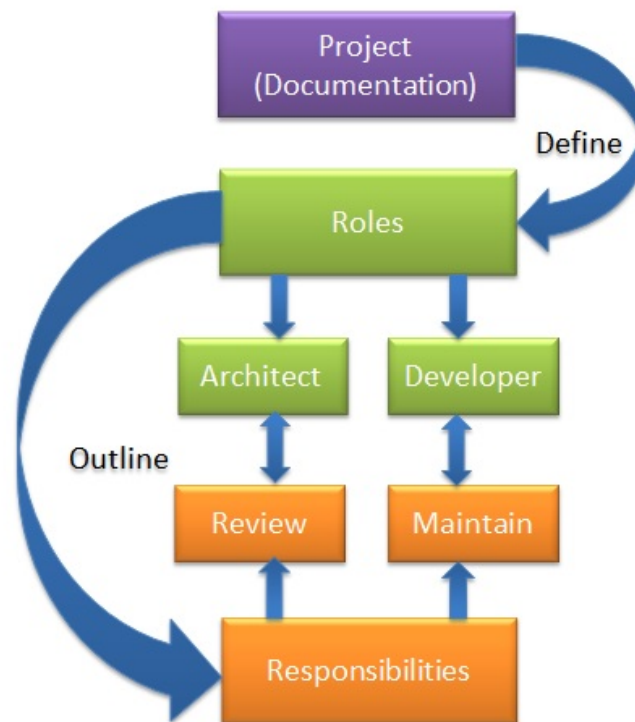 Project
(Documentation)
Define
Roles
Architect
Developer
Outline
Review
Maintain
Responsibilities